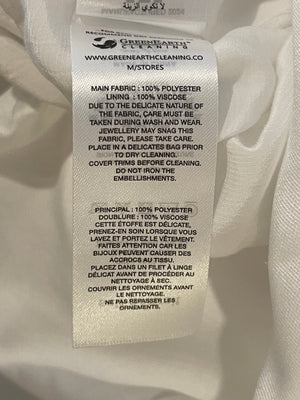 لا تكوي الزينة
GREENEARTH
CLEANING
WWW.GREENEARTHCLEANING.CO
M/STORES
MAIN FABRIC : 100% POLYESTER
LINING : 100% VISCOSE
DUE TO THE DELICATE NATURE OF
THE FABRIC, CARE MUST BE
TAKEN DURING WASH AND WEAR.
JEWELLERY MAY SNAG THIS
FABRIC, PLEASE TAKE CARE.
PLACE IN A DELICATES BAG PRIOR
TO DRY CLEANING.
COVER TRIMS BEFORE CLEANING.
DO NOT IRON THE
EMBELLISHMENTS.
PRINCIPAL : 100% POLYESTER
DOUBLURE : 100% VISCOSE
CETTE ÉTOFFE EST DÉLICATE,
PRENEZ-EN SOIN LORSQUE VOUS
LAVEZ ET PORTEZ LE VÊTEMENT.
FAITES ATTENTION CAR LES
BIJOUX PEUVENT CAUSER DES
ACCROCS AU TISSU.
PLACEZ DANS UN FILET À LINGE
DÉLICAT AVANT DE PROCÉDER AU
NETTOYAGE À SEC.
COUVRIR LES ORNEMENTS AVANT
LE NETTOYAGE.
NE PAS REPASSER LES
ORNEMENTS.